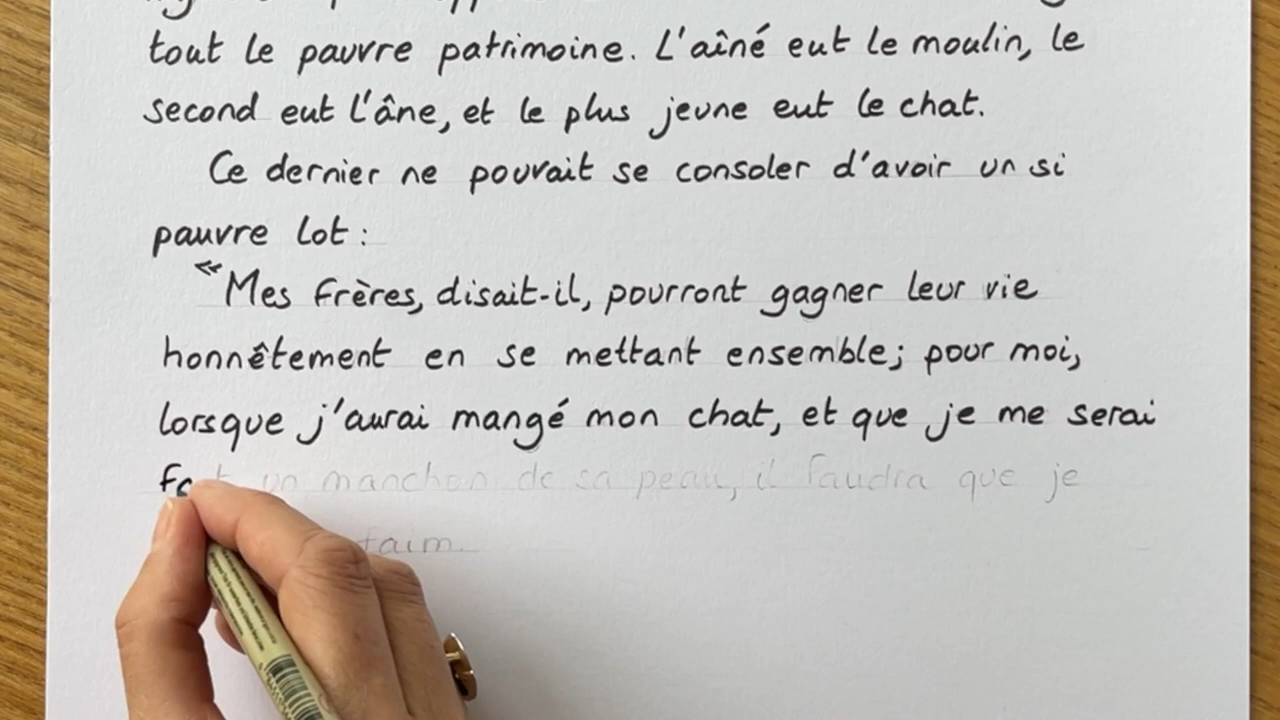 tout le pauvre patrimoine. L'aîné eut le moulin, le
second eut l'âne, et le plus jeune eut le chat.
Ce dernier ne pouvait se consoler d'avoir un si
pauvre lot :
« Mes frères, disait-il, pourront gagner leur vie
honnêtement en se mettant ensemble; pour moi,
lorsque j'aurai mangé mon chat, et que je me serai
un manchon de sa peau, il faudra que je
faim.